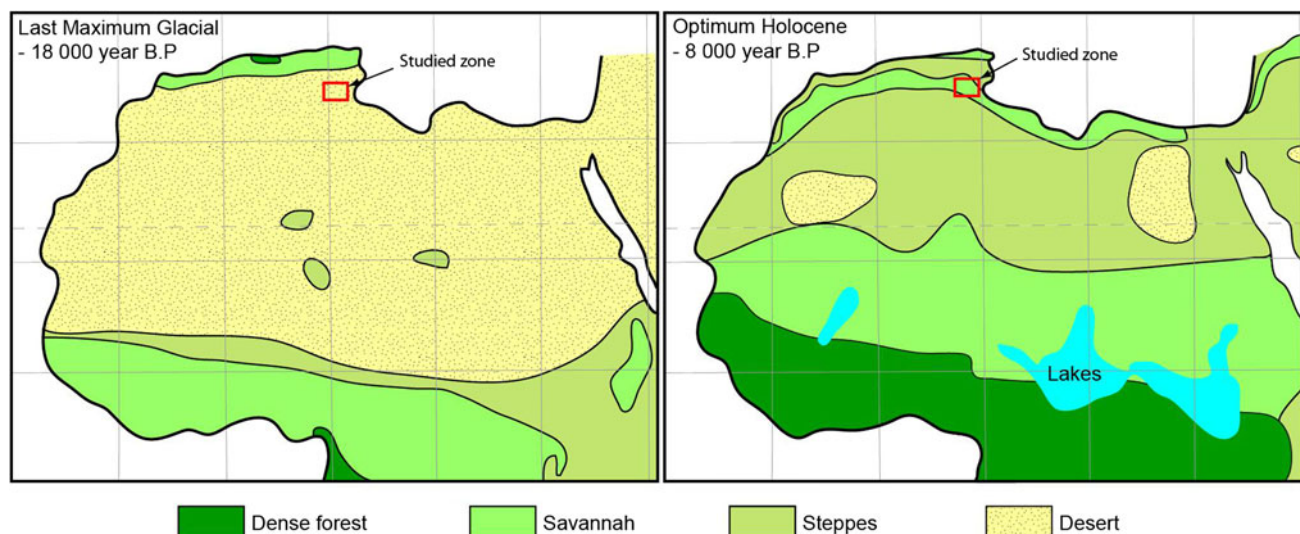 Last Maximum Glacial
- 18 000 year B.P
Studied zone
Optimum Holocene
- 8 000 year B.P
Studied zone
Lakes
Dense forest
Savannah
Steppes
Desert